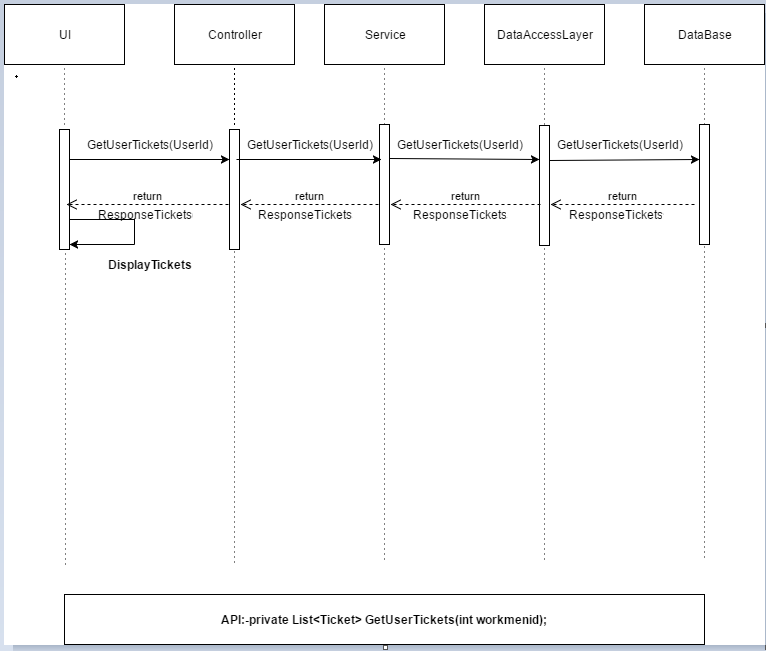 UI
Controller
Service
DataAccessLayer
DataBase
GetUserTickets(UserId)
GetUserTickets(UserId)
GetUserTickets(UserId)
GetUserTickets(UserId)
return
return
return
return
ResponseTickets
ResponseTickets
ResponseTickets
ResponseTickets
DisplayTickets
API:-private List<Ticket> GetUserTickets(int workmenid);